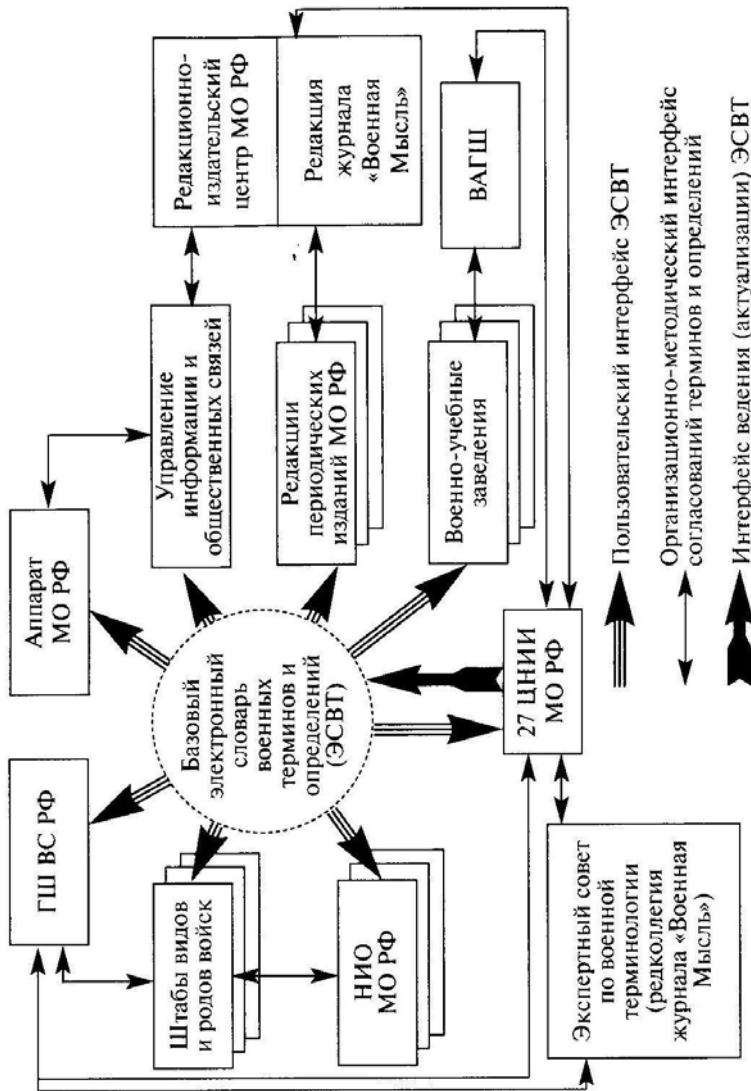 ГШ ВС РФ
Аппарат
МО РФ
Штабы видов
и родов войск
НИО
МО РФ
Базовый
электронный
словарь
военных
терминов и
определений
(ЭСВТ)
Управление
информации и
общественных связей
Редакции
периодических
изданий МО РФ
Военно-учебные
заведения
Редакционно-
издательский
центр МО РФ
Редакция
журнала
«Военная
Мысль»
ВАГШ
27 ЦНИИ
МО РФ
Экспертный совет
по военной
терминологии
(редколлегия
журнала «Военная
Мысль»)
Пользовательский интерфейс ЭСВТ
Организационно-методический интерфейс
согласований терминов и определений
Интерфейс ведения (актуализации) ЭСВТ